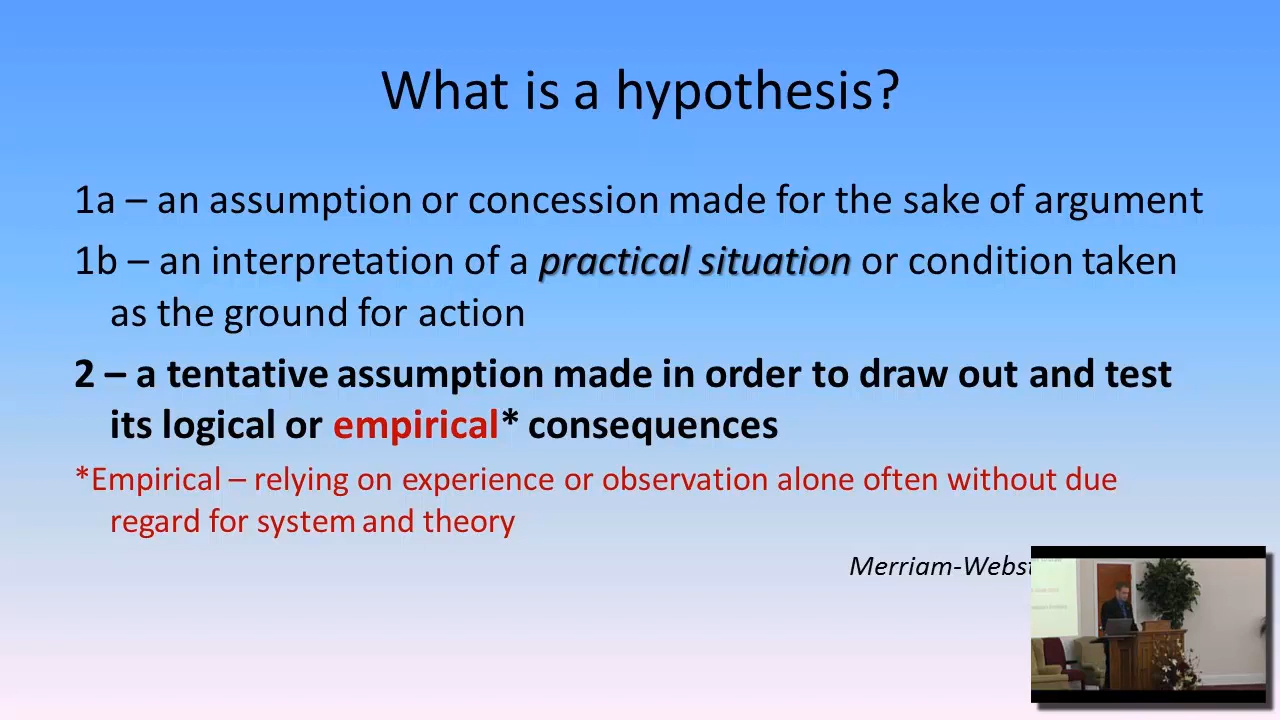 What is a hypothesis?
1a – an assumption or concession made for the sake of argument
1b – an interpretation of a practical situation or condition taken
as the ground for action
2 – a tentative assumption made in order to draw out and test
its logical or empirical* consequences
*Empirical – relying on experience or observation alone often without due
regard for system and theory